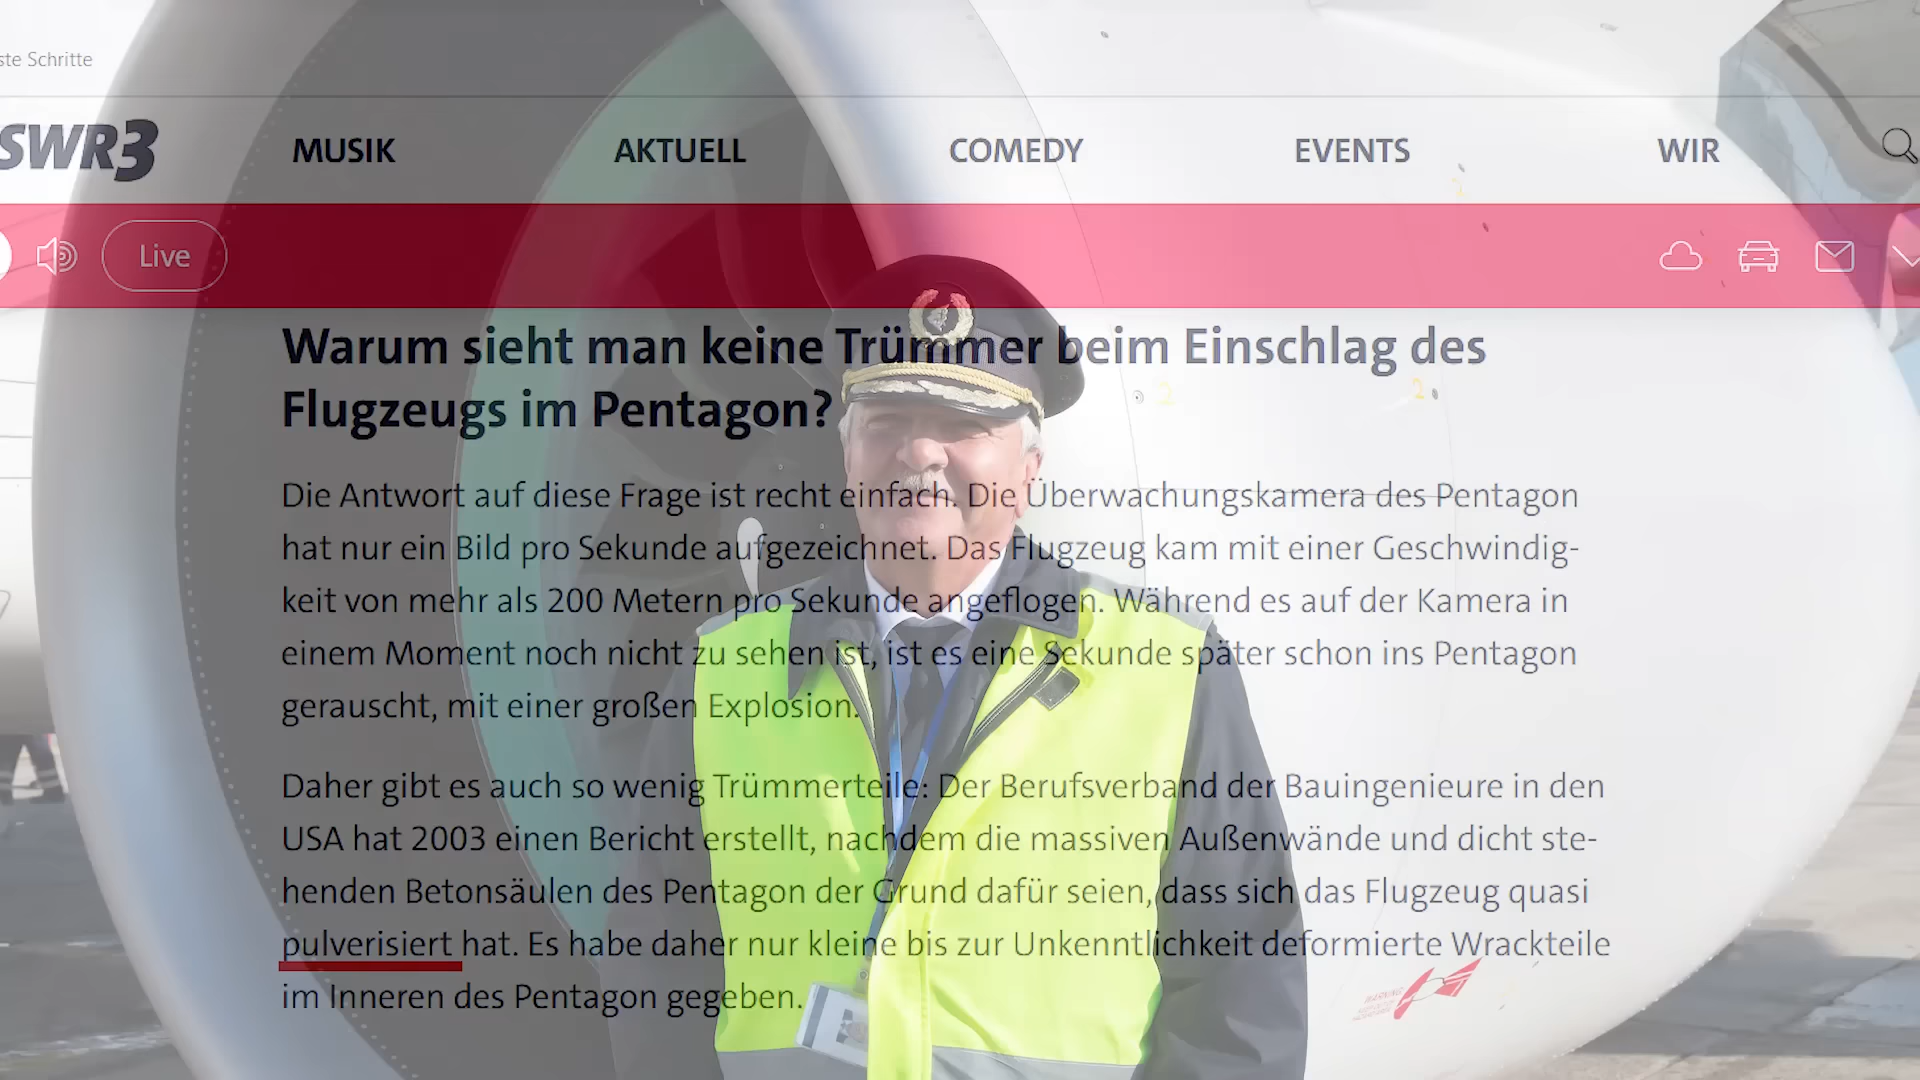 ste Schritte
SWR3
MUSIK AKTUELL COMEDY EVENTS WIR
Live
Warum sieht man keine Trümmer beim Einschlag des
Flugzeugs im Pentagon?
Die Antwort auf diese Frage ist recht einfach. Die Überwachungskamera des Pentagon
hat nur ein Bild pro Sekunde aufgezeichnet. Das Flugzeug kam mit einer Geschwindig-
keit von mehr als 200 Metern pro Sekunde angeflogen. Während es auf der Kamera in
einem Moment noch nicht zu sehen ist, ist es eine Sekunde später schon ins Pentagon
gerauscht, mit einer großen Explosion.
Daher gibt es auch so wenig Trümmerteile: Der Berufsverband der Bauingenieure in den
USA hat 2003 einen Bericht erstellt, nachdem die massiven Außenwände und dicht ste-
henden Betonsäulen des Pentagon der Grund dafür seien, dass sich das Flugzeug quasi
pulverisiert hat. Es habe daher nur kleine bis zur Unkenntlichkeit deformierte Wrackteile
im Inneren des Pentagon gegeben.
WARNING